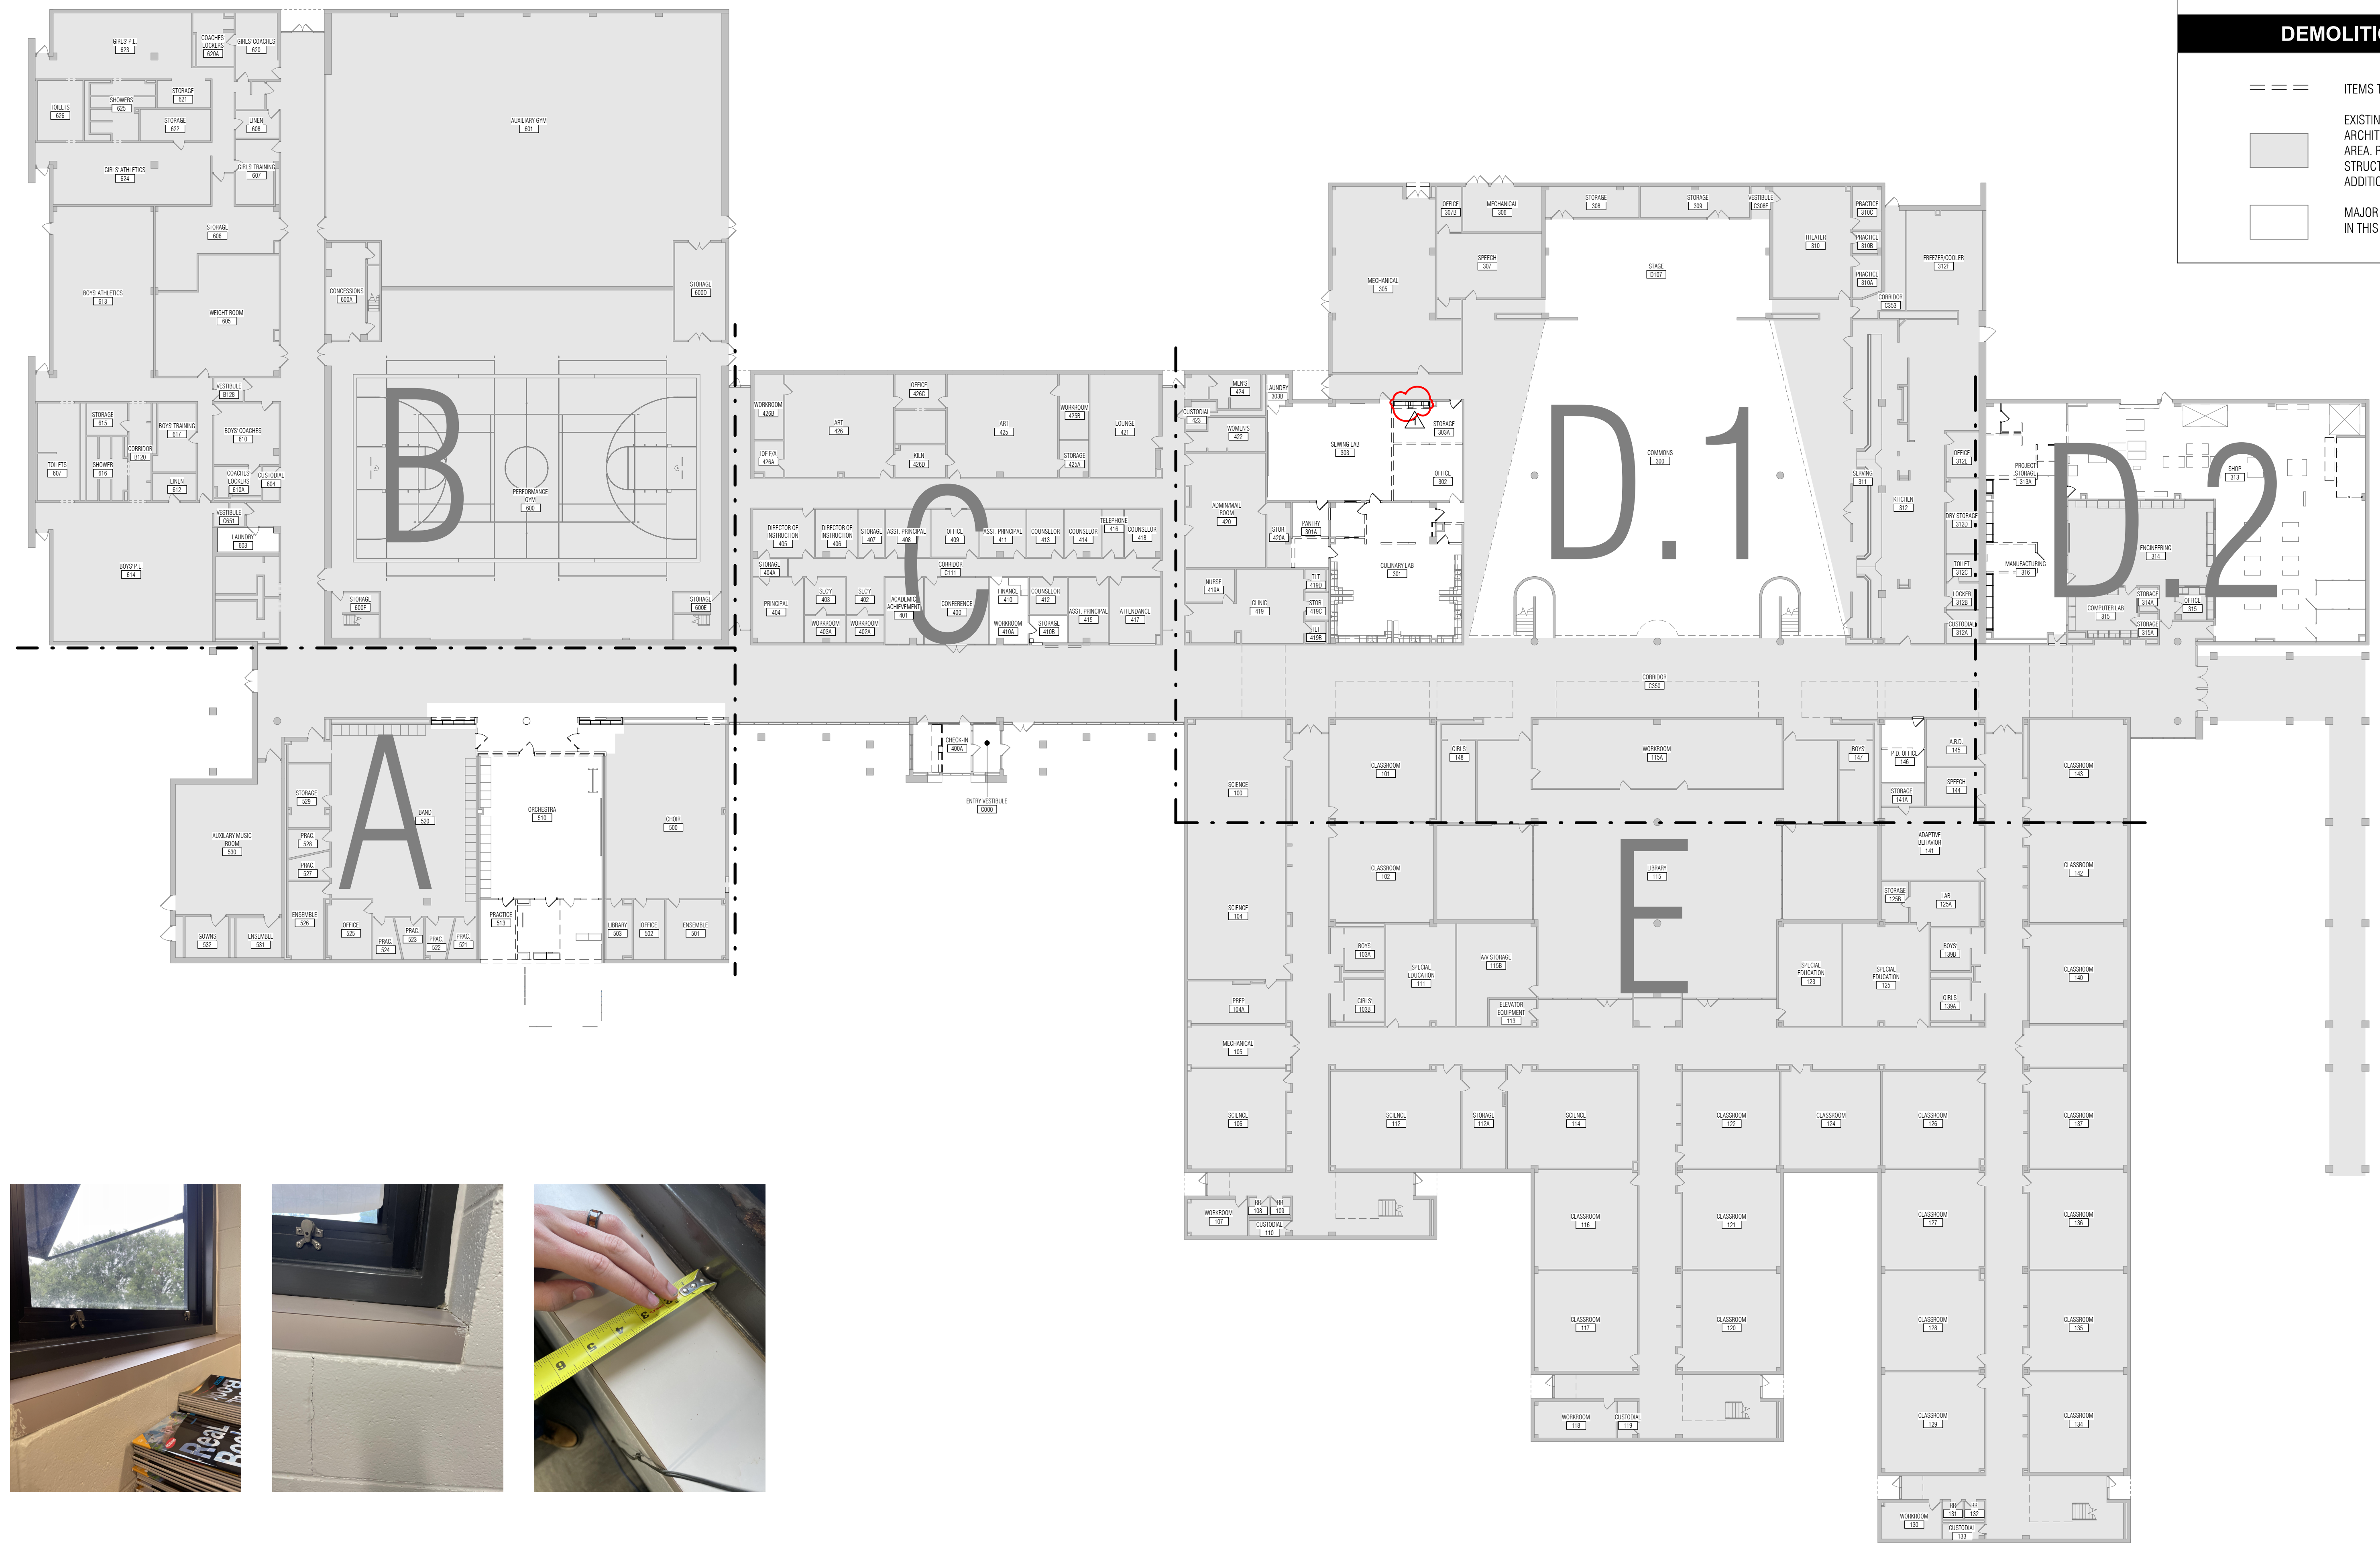 DEMOLITI
ITEMS T
EXISTIN
ARCHIT
AREA. R
STRUCT
ADDITIO
MAJOR
IN THIS
GIRLS' P.E
623
COACHES'
LOCKERS
620A
GIRLS' COACHES
620
TOILETS
626
SHOWERS
625
STORAGE
621
STORAGE
622
LINEN
608
GIRLS' ATHLETICS
624
GIRLS' TRAINING
607
AUXILIARY GYM
601
STORAGE
606
BOYS' ATHLETICS
613
WEIGHT ROOM
605
CONCESSIONS
600A
STORAGE
600D
VESTIBULE
B128
STORAGE
615
BOYS' TRAINING
617
BOYS' COACHES
610
CORRIDOR
B120
TOILETS
607
SHOWER
616
LINEN
612
COACHES'
LOCKERS
610A
CUSTODIAL
604
VESTIBULE
C651
LAUNDRY
603
BOYS' P.E.
614
B
PERFORMANCE
GYM
600
STORAGE
600F
STORAGE
600E
WORKROOM
426B
ART
426
OFFICE
426C
ART
425
WORKROOM
425B
LOUNGE
421
IDF F/A
426A
KILN
426D
STORAGE
425A
C
DIRECTOR OF
INSTRUCTION
405
DIRECTOR OF
INSTRUCTION
406
STORAGE
407
ASST. PRINCIPAL
408
OFFICE
409
ASST. PRINCIPAL
411
COUNSELOR
413
COUNSELOR
414
TELEPHONE
416
COUNSELOR
418
STORAGE
404A
CORRIDOR
C111
PRINCIPAL
404
SEC'Y
403
SEC'Y
402
ACADEMIC
ACHIEVEMENT
401
CONFERENCE
400
FINANCE
410
COUNSELOR
412
ASST. PRINCIPAL
415
ATTENDANCE
417
WORKROOM
403A
WORKROOM
402A
WORKROOM
410A
STORAGE
410B
CHECK-IN
400A
ENTRY VESTIBULE
C000
MEN'S
424
LAUNDRY
303B
CUSTODIAL
423
WOMEN'S
422
ADMIN/MAIL
ROOM
420
STOR.
420A
PANTRY
301A
NURSE
419A
CLINIC
419
TLT
419D
STOR.
419C
TLT
419B
MECHANICAL
305
OFFICE
307B
MECHANICAL
306
SPEECH
307
STORAGE
308
STORAGE
309
VESTIBULE
C308E
STAGE
D107
THEATER
310
PRACTICE
310C
PRACTICE
310B
PRACTICE
310A
CORRIDOR
C353
FREEZER/COOLER
312F
SEWING LAB
303
STORAGE
303A
OFFICE
302
CULINARY LAB
301
D.1
COMMONS
300
SERVING
311
KITCHEN
312
OFFICE
312E
DRY STORAGE
312D
TOILET
312C
LOCKER
312B
CUSTODIAL
312A
D.2
PROJECT
STORAGE
313A
MANUFACTURING
316
SHOP
313
ENGINEERING
314
STORAGE
314A
OFFICE
315
COMPUTER LAB
315
STORAGE
315A
CORRIDOR
C350
A
AUXILARY MUSIC
ROOM
530
STORAGE
529
PRAC.
528
PRAC.
527
ENSEMBLE
526
BAND
520
ORCHESTRA
510
CHOIR
500
GOWNS
532
ENSEMBLE
531
OFFICE
525
PRAC.
524
PRAC.
523
PRAC.
522
PRAC.
521
PRACTICE
513
LIBRARY
503
OFFICE
502
ENSEMBLE
501
SCIENCE
100
CLASSROOM
101
GIRLS'
148
WORKROOM
115A
BOYS'
147
P.D. OFFICE
146
A.R.D.
145
SPEECH
144
STORAGE
141A
CLASSROOM
143
E
CLASSROOM
102
SCIENCE
104
LIBRARY
115
ADAPTIVE
BEHAVIOR
141
STORAGE
125B
LAB
125A
CLASSROOM
142
BOYS'
103A
GIRLS'
103B
SPECIAL
EDUCATION
111
A/V STORAGE
115B
ELEVATOR
EQUIPMENT
113
SPECIAL
EDUCATION
123
SPECIAL
EDUCATION
125
BOYS'
139B
GIRLS'
139A
CLASSROOM
140
PREP
104A
MECHANICAL
105
SCIENCE
106
SCIENCE
112
STORAGE
112A
SCIENCE
114
CLASSROOM
122
CLASSROOM
124
CLASSROOM
126
CLASSROOM
137
WORKROOM
107
RR
108
RR
109
CUSTODIAL
110
CLASSROOM
116
CLASSROOM
121
CLASSROOM
127
CLASSROOM
136
CLASSROOM
117
CLASSROOM
120
CLASSROOM
128
CLASSROOM
135
WORKROOM
118
CUSTODIAL
119
CLASSROOM
129
CLASSROOM
134
WORKROOM
130
RR
131
RR
132
CUSTODIAL
133
Real
Book
3
4
5
6